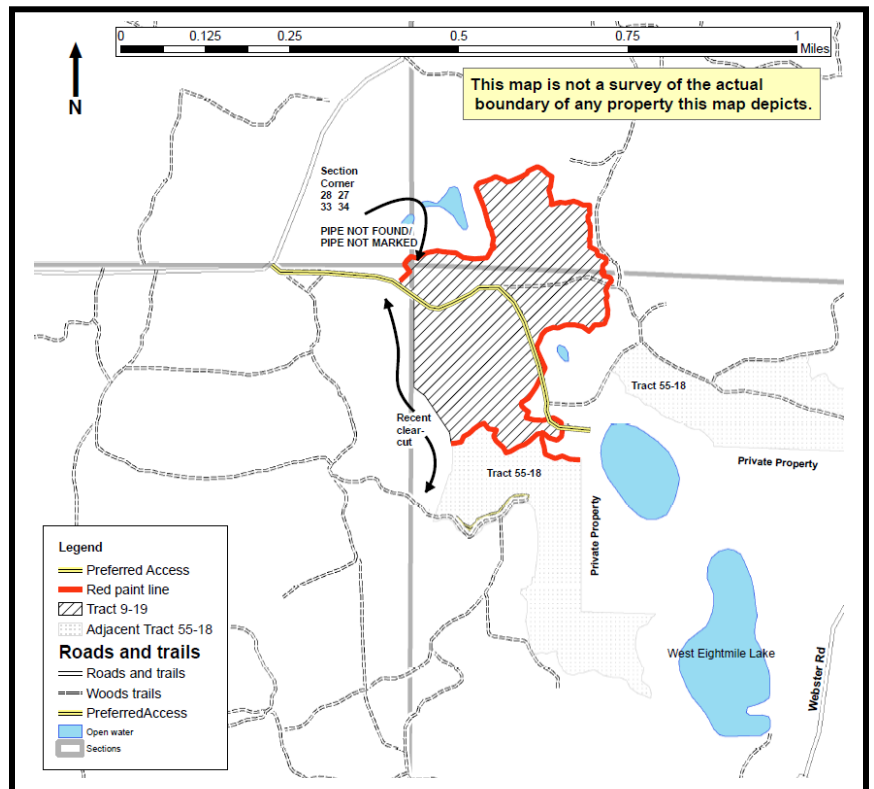 0 0.125 0.25 0.5 0.75 1
Miles
N
This map is not a survey of the actual
boundary of any property this map depicts.
Section
Corner
28 27
33 34
PIPE NOT FOUND/
PIPE NOT MARKED
Tract 55-18
Recent
clear-
cut
Private Property
Tract 55-18
Private Property
West Eightmile Lake
Webster Rd
Legend
Preferred Access
Red paint line
Tract 9-19
Adjacent Tract 55-18
Roads and trails
Roads and trails
Woods trails
PreferredAccess
Open water
Sections